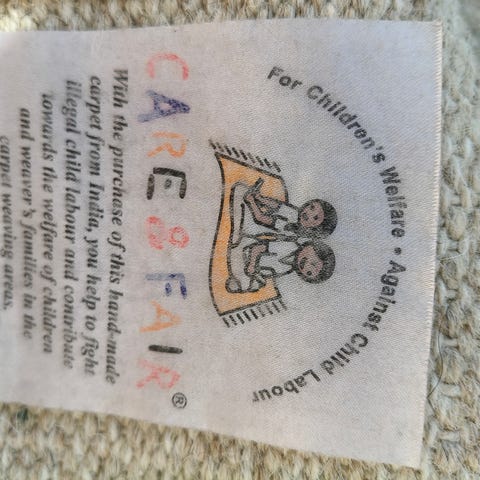 For Children's Welfare • Against Child Labour
CARE & FAIR®
With the purchase of this hand-made
carpet from India, you help to fight
illegal child labour and contribute
towards the welfare of children
and weaver's families in the
carpet weaving areas.